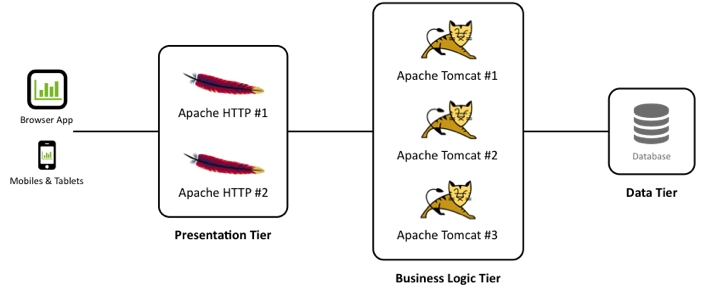 Browser App
Mobiles & Tablets
Apache HTTP #1
Apache HTTP #2
Presentation Tier
Apache Tomcat #1
Apache Tomcat #2
Apache Tomcat #3
Business Logic Tier
Database
Data Tier